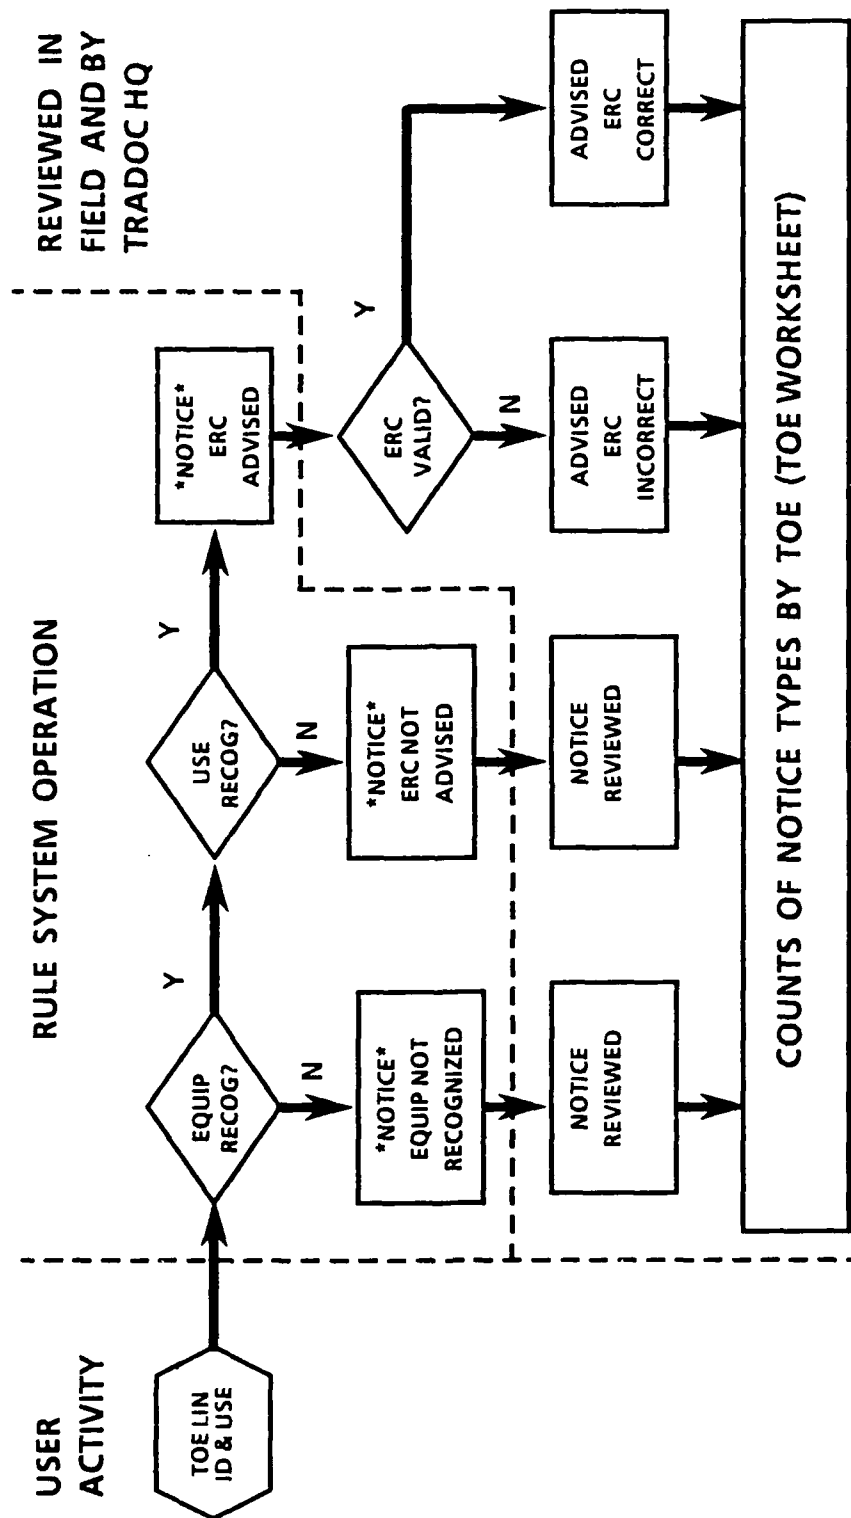 USER
ACTIVITY
RULE SYSTEM OPERATION
REVIEWED IN
FIELD AND BY
TRADOC HQ
TOE LIN
ID & USE
EQUIP
RECOG?
Y
USE
RECOG?
Y
*NOTICE*
ERC
ADVISED
N
N
*NOTICE*
EQUIP NOT
RECOGNIZED
*NOTICE*
ERC NOT
ADVISED
ERC
VALID?
Y
N
NOTICE
REVIEWED
NOTICE
REVIEWED
ADVISED
ERC
INCORRECT
ADVISED
ERC
CORRECT
COUNTS OF NOTICE TYPES BY TOE (TOE WORKSHEET)